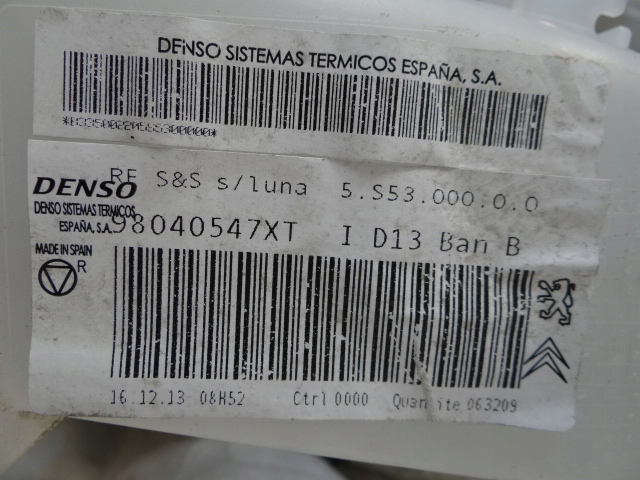 DENSO SISTEMAS TERMICOS ESPAÑA, S.A.
RF S&S s/luna 5.S53.000.0.0
DENSO
DENSO SISTEMAS TERMICOS
ESPAÑA, S.A.
98040547XT I D13 Ban B
MADE IN SPAIN
R
16.12.13 08H52 Ctrl 0000 Quantite 063209